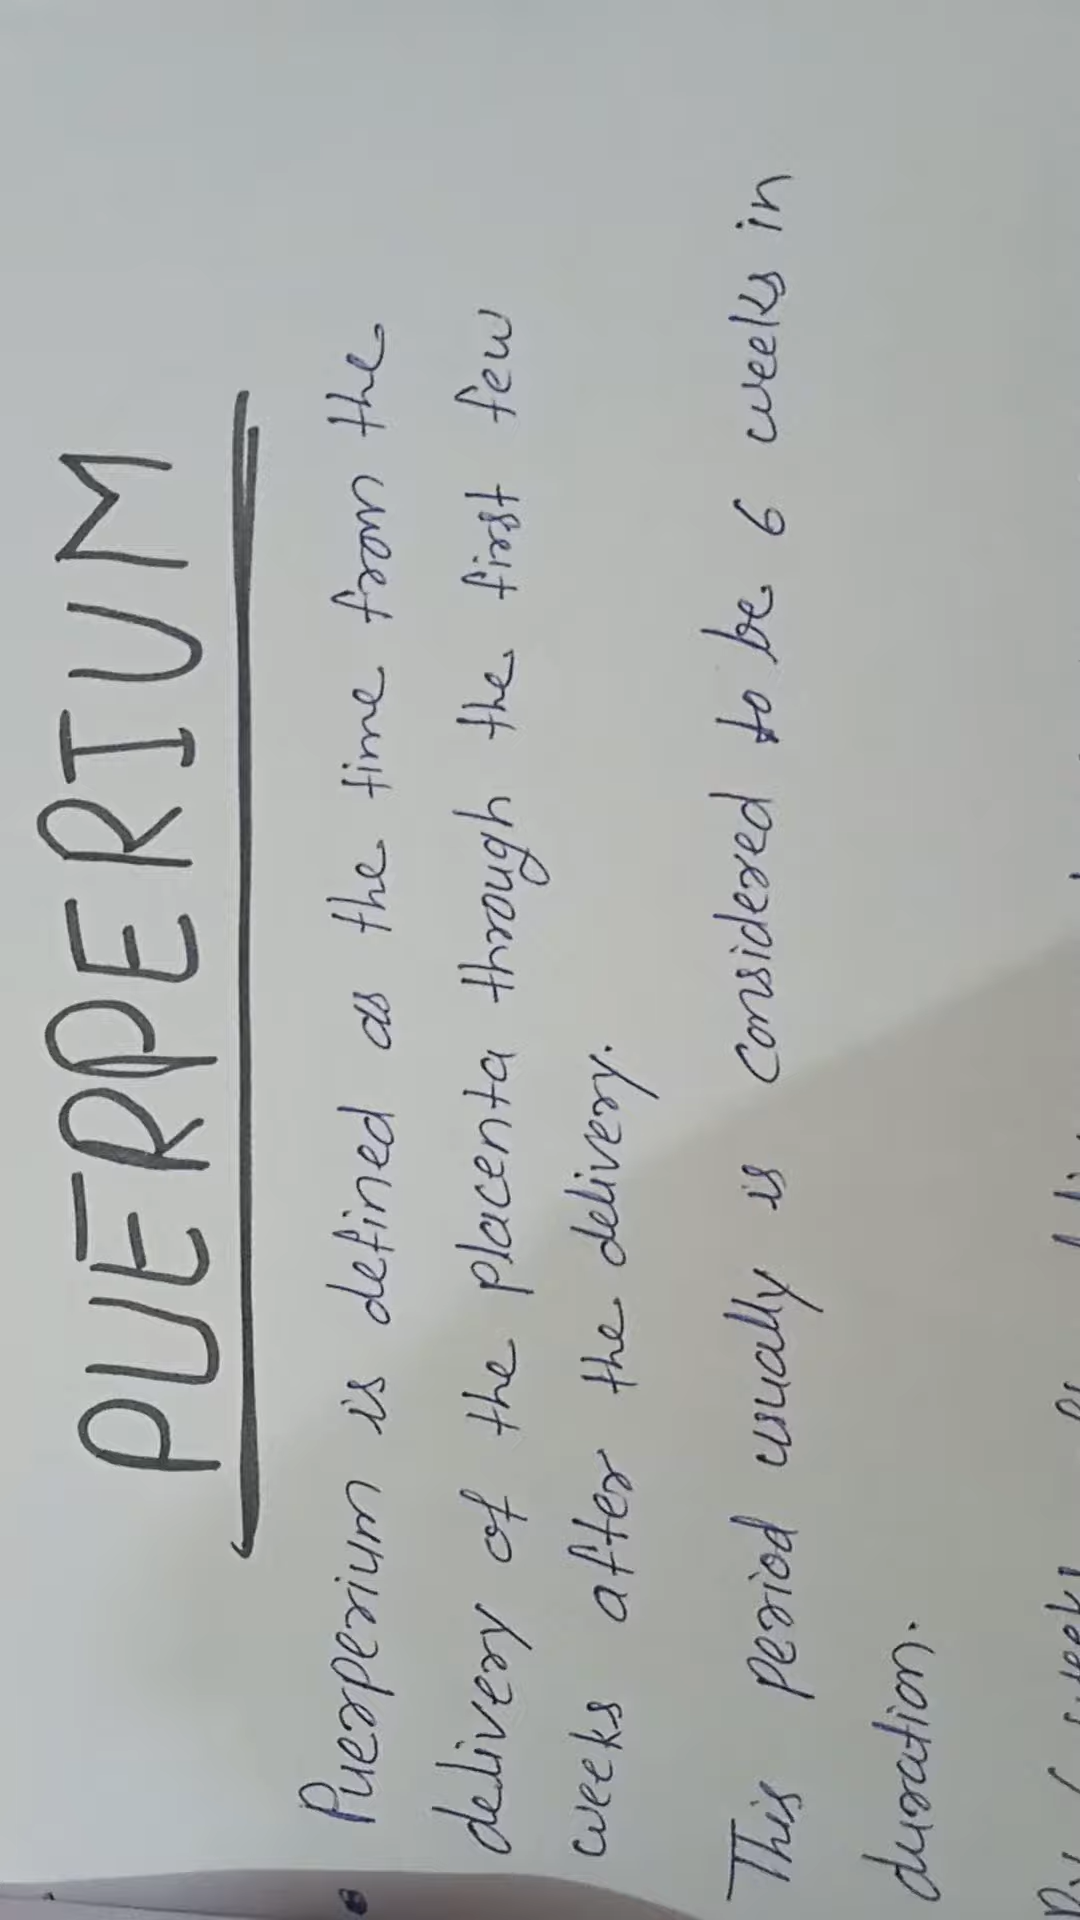 PUERPERIUM
• Puerperium is defined as the time from the
delivery of the placenta through the first few
weeks after the delivery.
This period usually is considered to be 6 weeks in
duration.